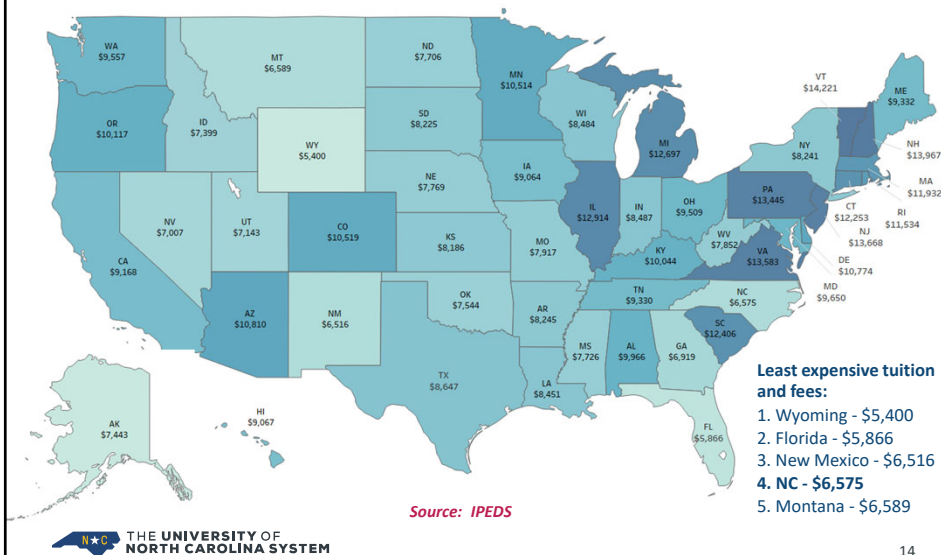 WA
$9,557
MT
$6,589
ND
$7,706
MN
$10,514
VT
$14,221
ME
$9,332
OR
$10,117
ID
$7,399
WY
$5,400
SD
$8,225
WI
$8,484
MI
$12,697
NY
$8,241
NH
$13,967
MA
$11,932
RI
$11,534
CT
$12,253
NJ
$13,668
DE
$10,774
MD
$9,650
NV
$7,007
UT
$7,143
CO
$10,519
NE
$7,769
IA
$9,064
IL
$12,914
IN
$8,487
OH
$9,509
PA
$13,445
WV
$7,852
VA
$13,583
CA
$9,168
KS
$8,186
MO
$7,917
KY
$10,044
AZ
$10,810
NM
$6,516
OK
$7,544
AR
$8,245
TN
$9,330
NC
$6,575
SC
$12,406
TX
$8,647
LA
$8,451
MS
$7,726
AL
$9,966
GA
$6,919
FL
$5,866
AK
$7,443
HI
$9,067
Least expensive tuition
and fees:
1. Wyoming - $5,400
2. Florida - $5,866
3. New Mexico - $6,516
4. NC - $6,575
5. Montana - $6,589
Source: IPEDS
N★C
THE UNIVERSITY OF
NORTH CAROLINA SYSTEM
14